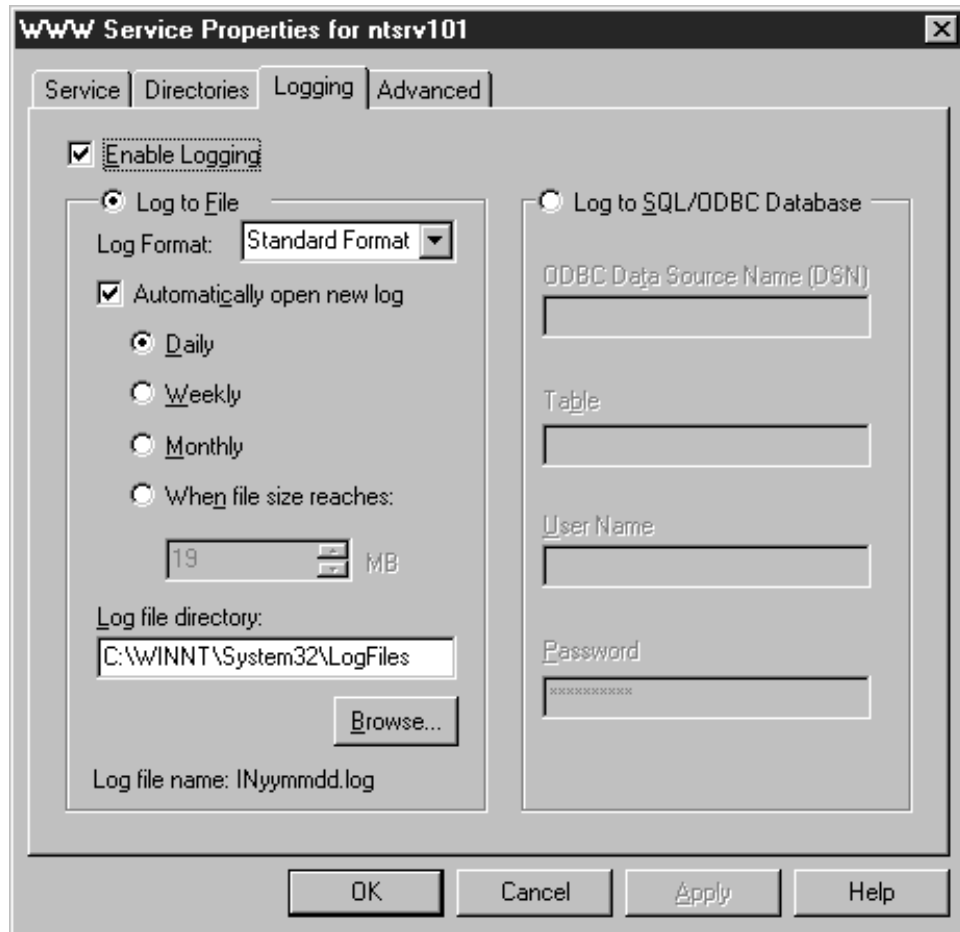 WWW Service Properties for ntsrv101
Service Directories Logging Advanced
Enable Logging
Log to File
Log Format: Standard Format
Automatically open new log
Daily
Weekly
Monthly
When file size reaches:
19 MB
Log file directory:
C:\WINNT\System32\LogFiles
Browse...
Log file name: INyymmdd.log
Log to SQL/ODBC Database
ODBC Data Source Name (DSN)
Table
User Name
Password
xxxxxxxxxx
OK Cancel Apply Help